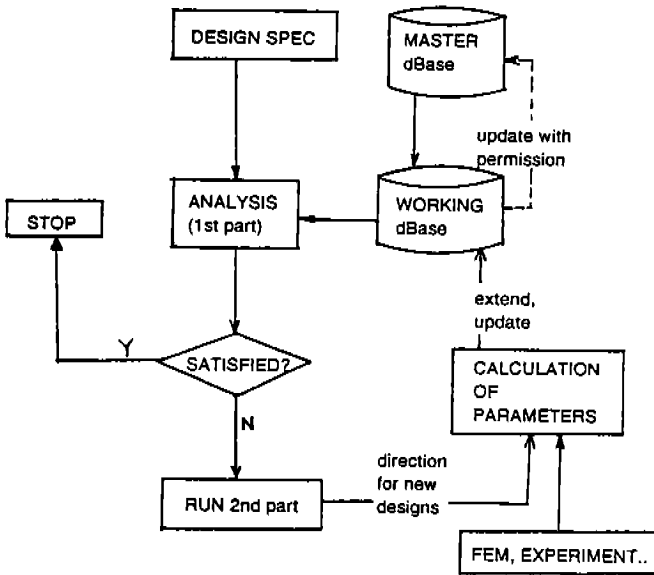 DESIGN SPEC
MASTER
dBase
update with
permission
ANALYSIS
(1st part)
WORKING
dBase
STOP
extend,
update
Y
SATISFIED?
CALCULATION
OF
PARAMETERS
N
direction
for new
designs
RUN 2nd part
FEM, EXPERIMENT..